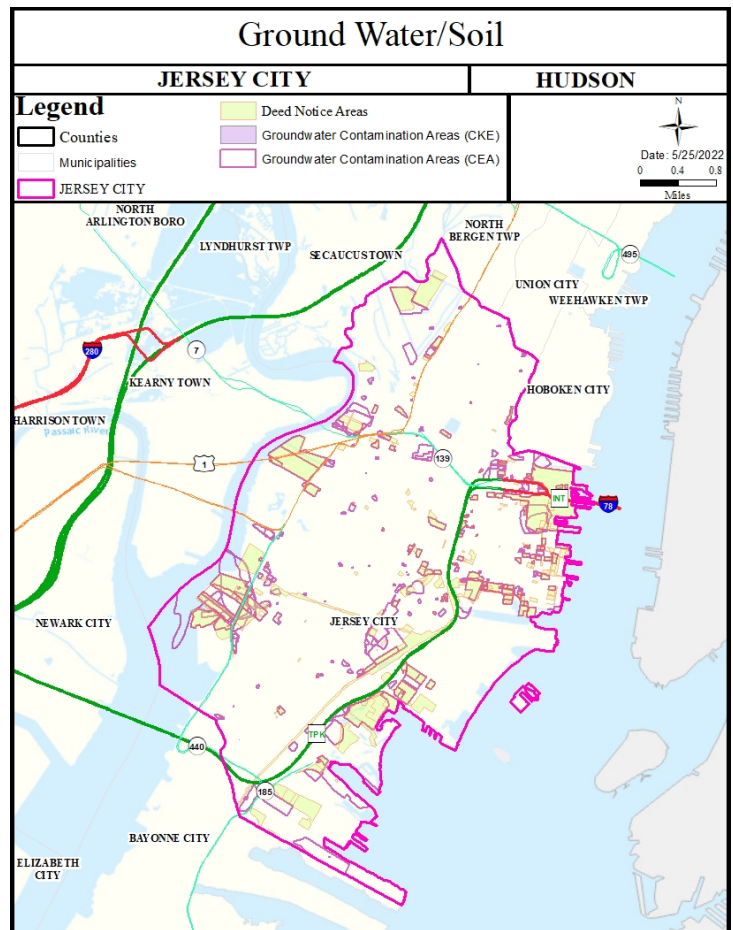 Ground Water/Soil
JERSEY CITY
HUDSON
Legend
Counties
Municipalities
JERSEY CITY
Deed Notice Areas
Groundwater Contamination Areas (CKE)
Groundwater Contamination Areas (CEA)
N
Date: 5/25/2022
0 0.4 0.8
Miles
NORTH
ARLINGTON BORO
LYNDHURST TWP
SECAUCUS TOWN
NORTH
BERGEN TWP
495
UNION CITY
WEEHAWKEN TWP
280
7
KEARNY TOWN
HOBOKEN CITY
HARRISON TOWN
Passaic River
1
139
INT
78
NEWARK CITY
JERSEY CITY
TPK
440
185
BAYONNE CITY
ELIZABETH
CITY